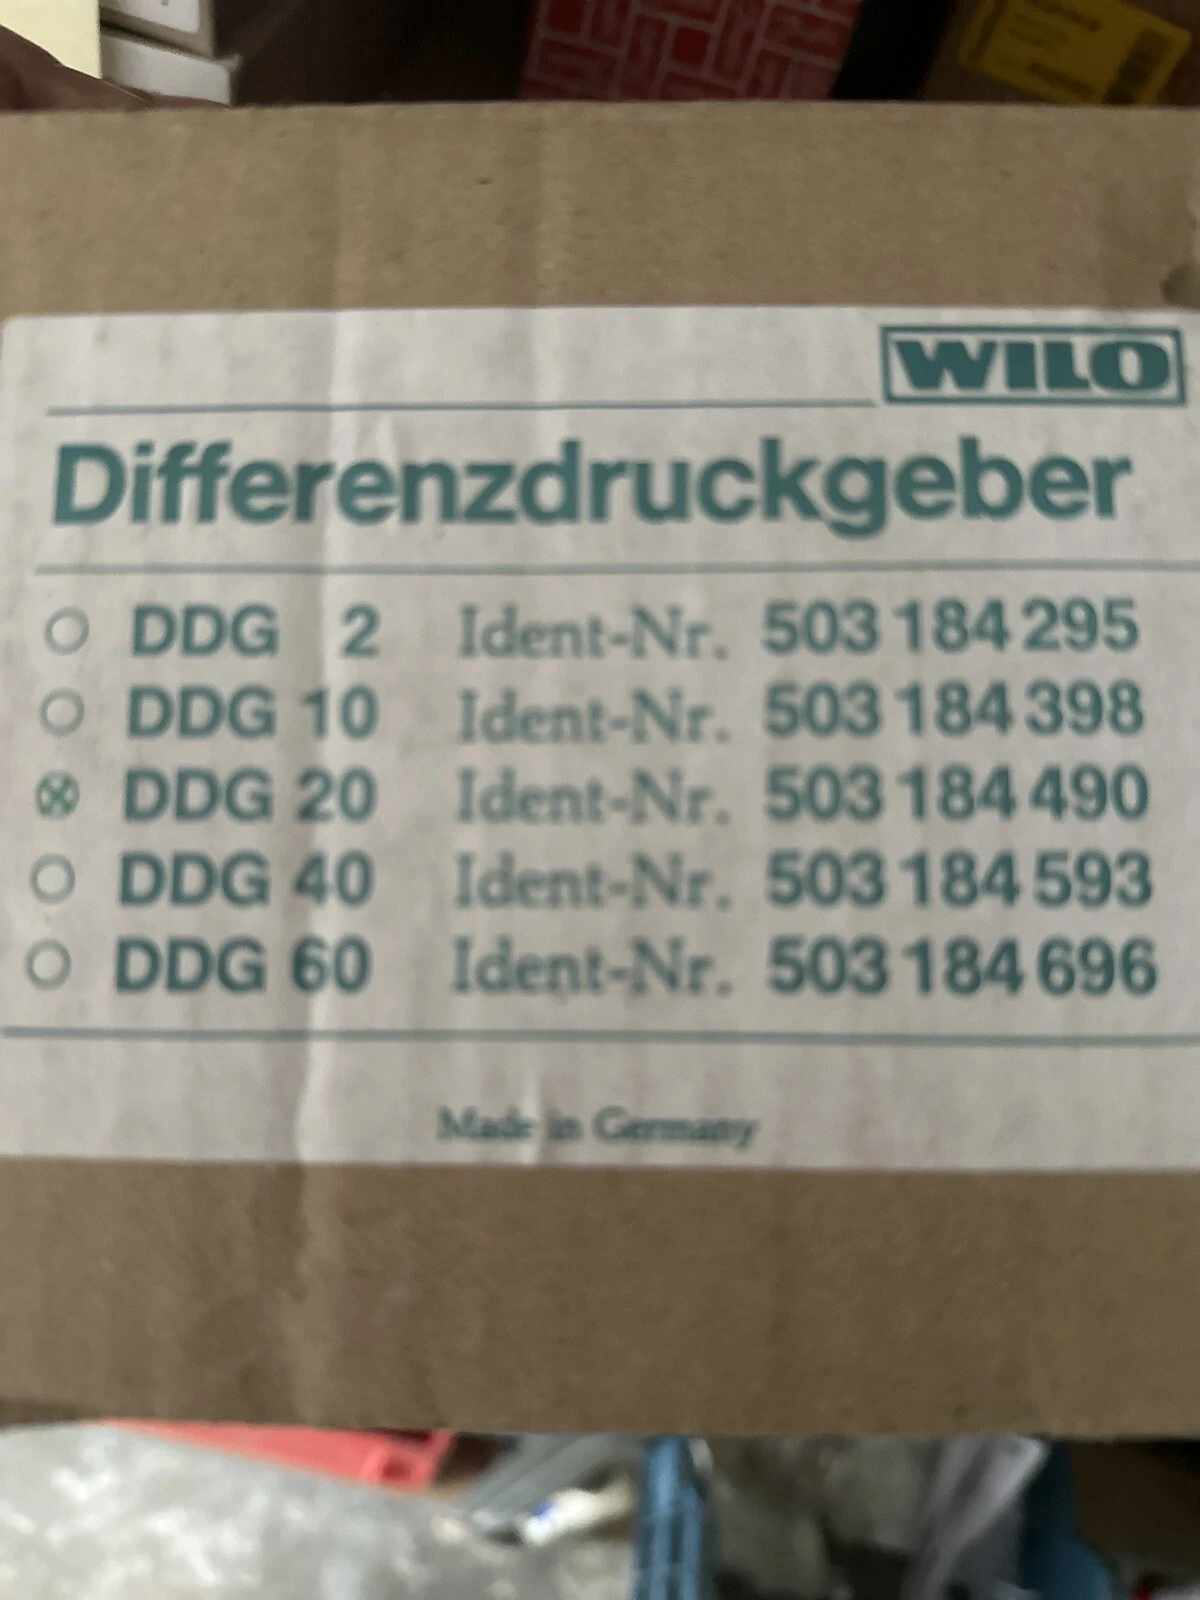 WILO
Differenzdruckgeber
DDG 2 Ident-Nr. 503 184 295
DDG 10 Ident-Nr. 503 184 398
DDG 20 Ident-Nr. 503 184 490
DDG 40 Ident-Nr. 503 184 593
DDG 60 Ident-Nr. 503 184 696
Made in Germany